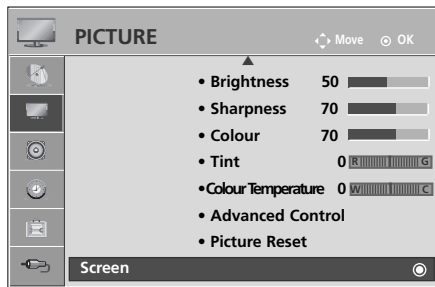 PICTURE Move OK
• Brightness 50
• Sharpness 70
• Colour 70
• Tint 0 R G
• Colour Temperature 0 W C
• Advanced Control
• Picture Reset
Screen